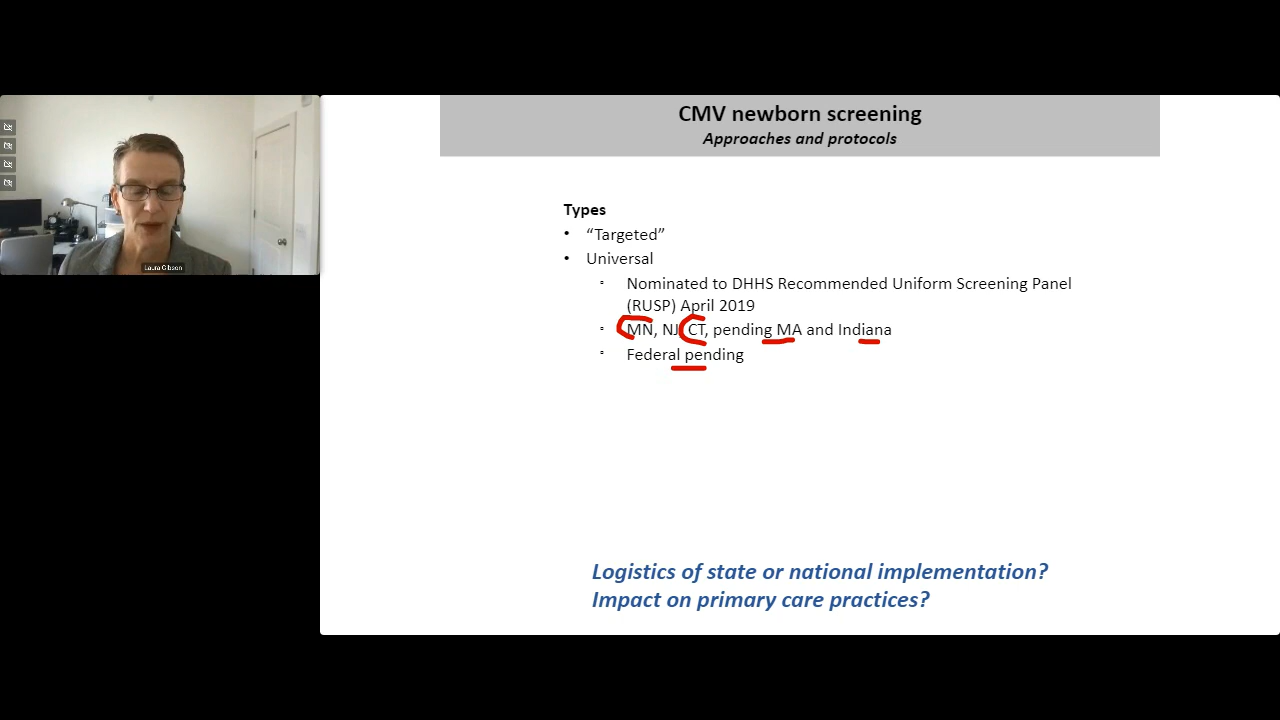 CMV newborn screening
Approaches and protocols
Types
• “Targeted”
• Universal
▫ Nominated to DHHS Recommended Uniform Screening Panel
(RUSP) April 2019
▫ MN, NJ, CT, pending MA and Indiana
▫ Federal pending
Logistics of state or national implementation?
Impact on primary care practices?
Laura Gibson